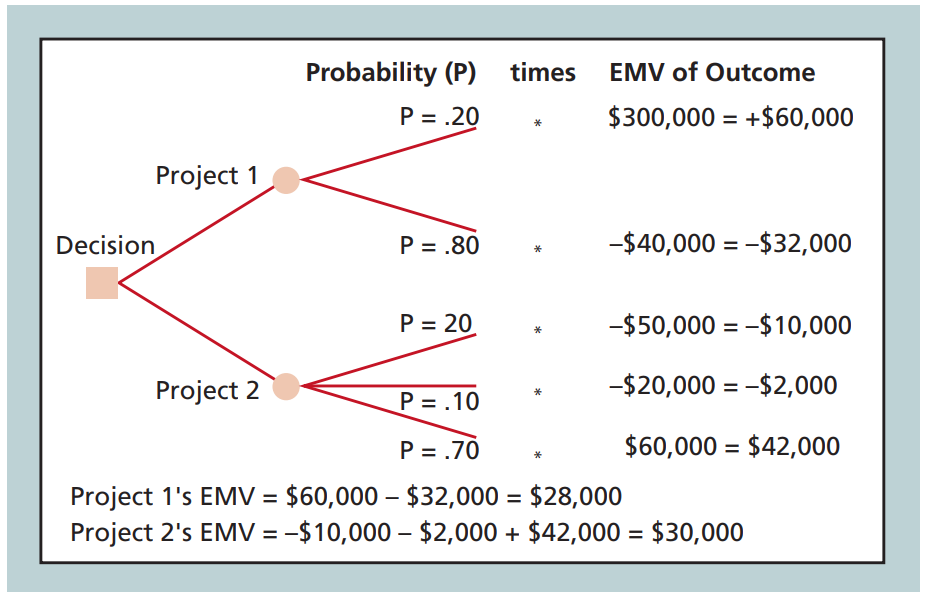 Probability (P) times EMV of Outcome
P = .20 * $300,000 = +$60,000
Project 1
Decision
P = .80 * –$40,000 = –$32,000
P = 20 * –$50,000 = –$10,000
Project 2
–$20,000 = –$2,000
P = .10 *
P = .70 * $60,000 = $42,000
Project 1's EMV = $60,000 – $32,000 = $28,000
Project 2's EMV = –$10,000 – $2,000 + $42,000 = $30,000